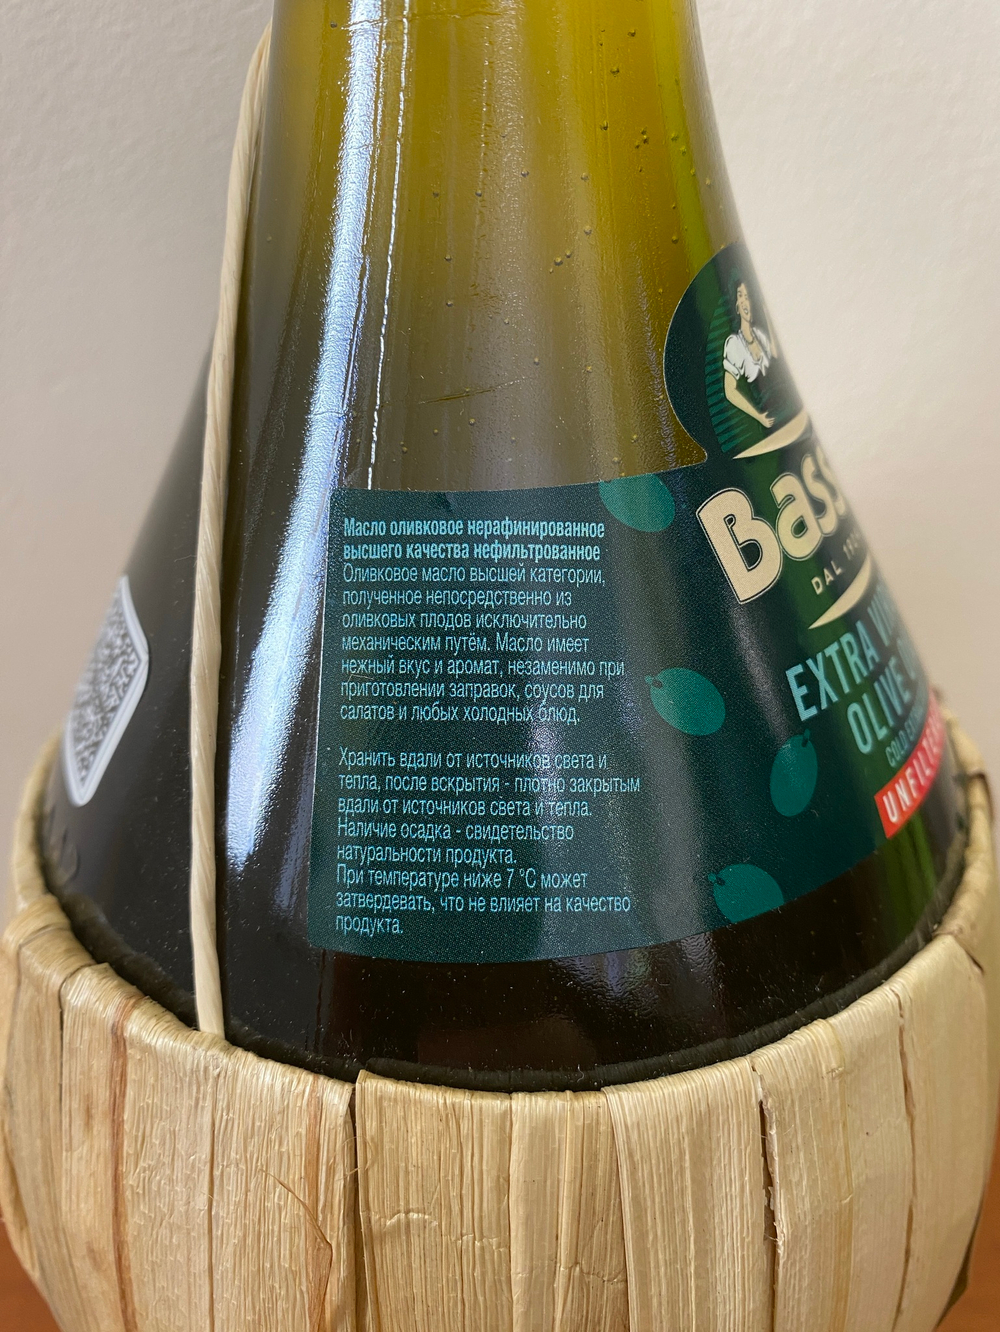 Масло оливковое нерафинированное
высшего качества нефильтрованное
Оливковое масло высшей категории,
полученное непосредственно из
оливковых плодов исключительно
механическим путём. Масло имеет
нежный вкус и аромат, незаменимо при
приготовлении заправок, соусов для
салатов и любых холодных блюд.
Хранить вдали от источников света и
тепла, после вскрытия - плотно закрытым
вдали от источников света и тепла.
Наличие осадка - свидетельство
натуральности продукта.
При температуре ниже 7 °C может
затвердевать, что не влияет на качество
продукта.
DAL
EXTRA
OLIVE
COLD